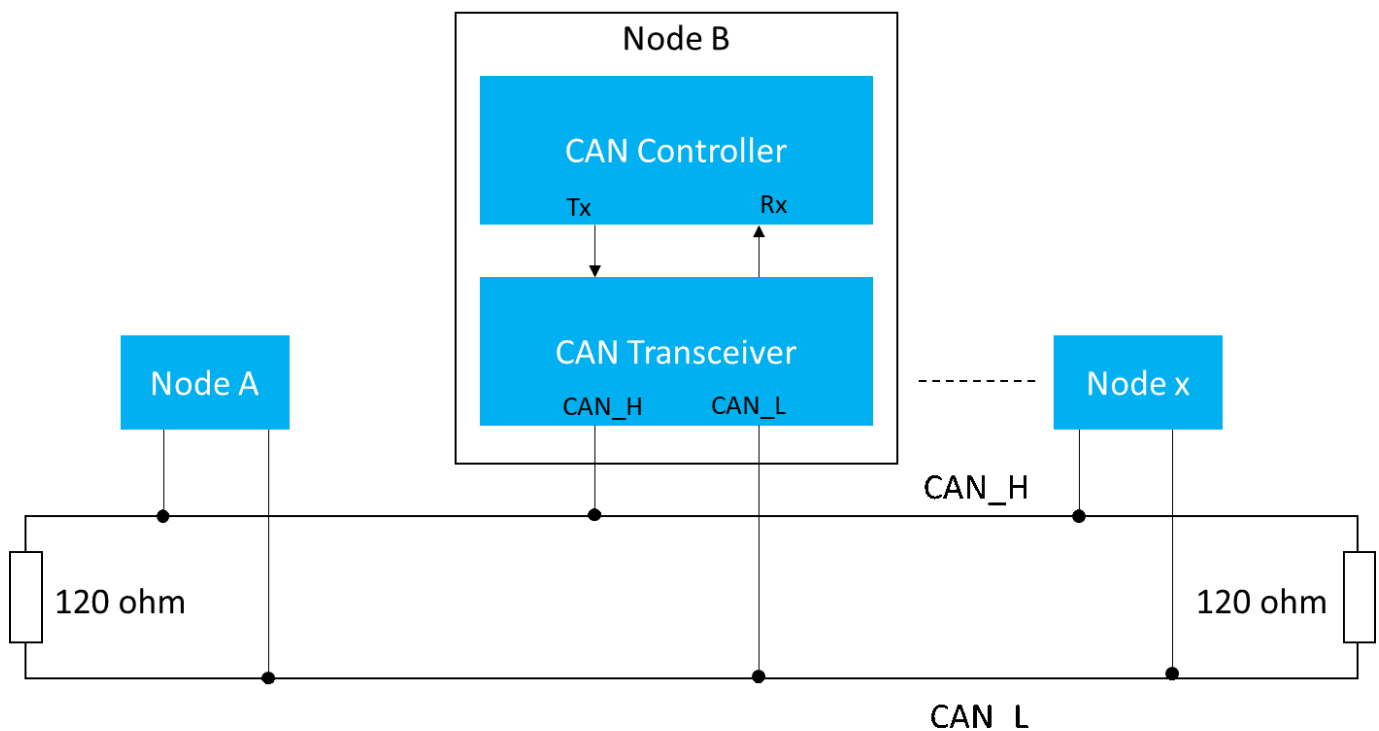 Node B
CAN Controller
Tx
Rx
CAN Transceiver
CAN_H
CAN_L
Node A
Node x
CAN_H
120 ohm
120 ohm
CAN_L